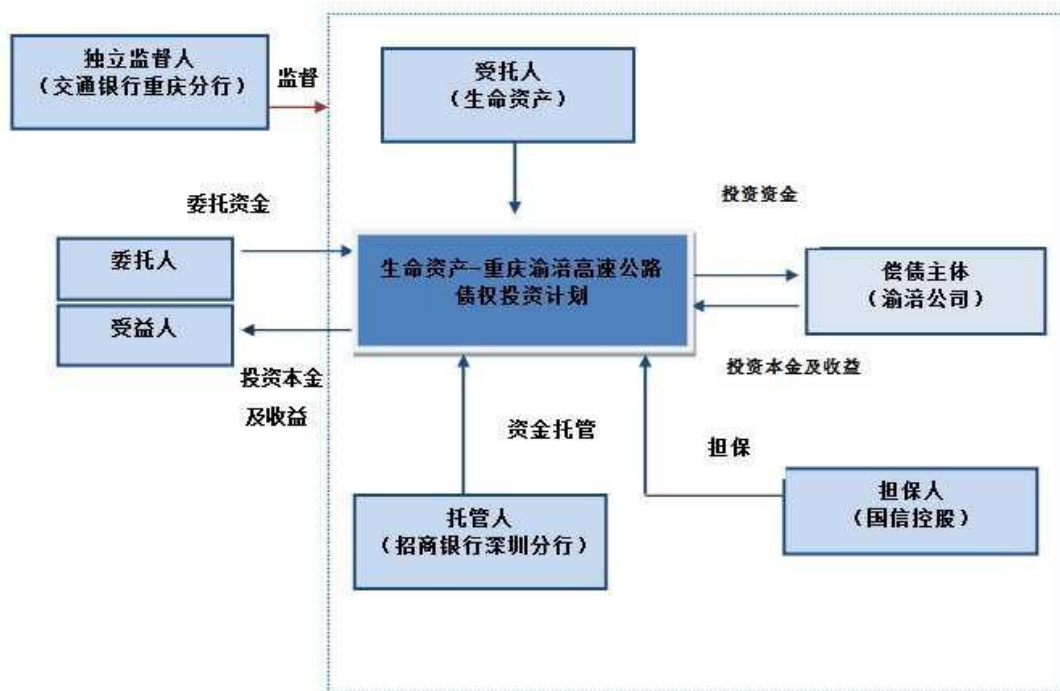 独立监督人
（交通银行重庆分行）
监督
受托人
（生命资产）
委托资金
投资资金
委托人
受益人
生命资产-重庆渝涪高速公路
债权投资计划
偿债主体
（渝涪公司）
投资本金
及收益
投资本金及收益
资金托管
担保
托管人
（招商银行深圳分行）
担保人
（国信控股）